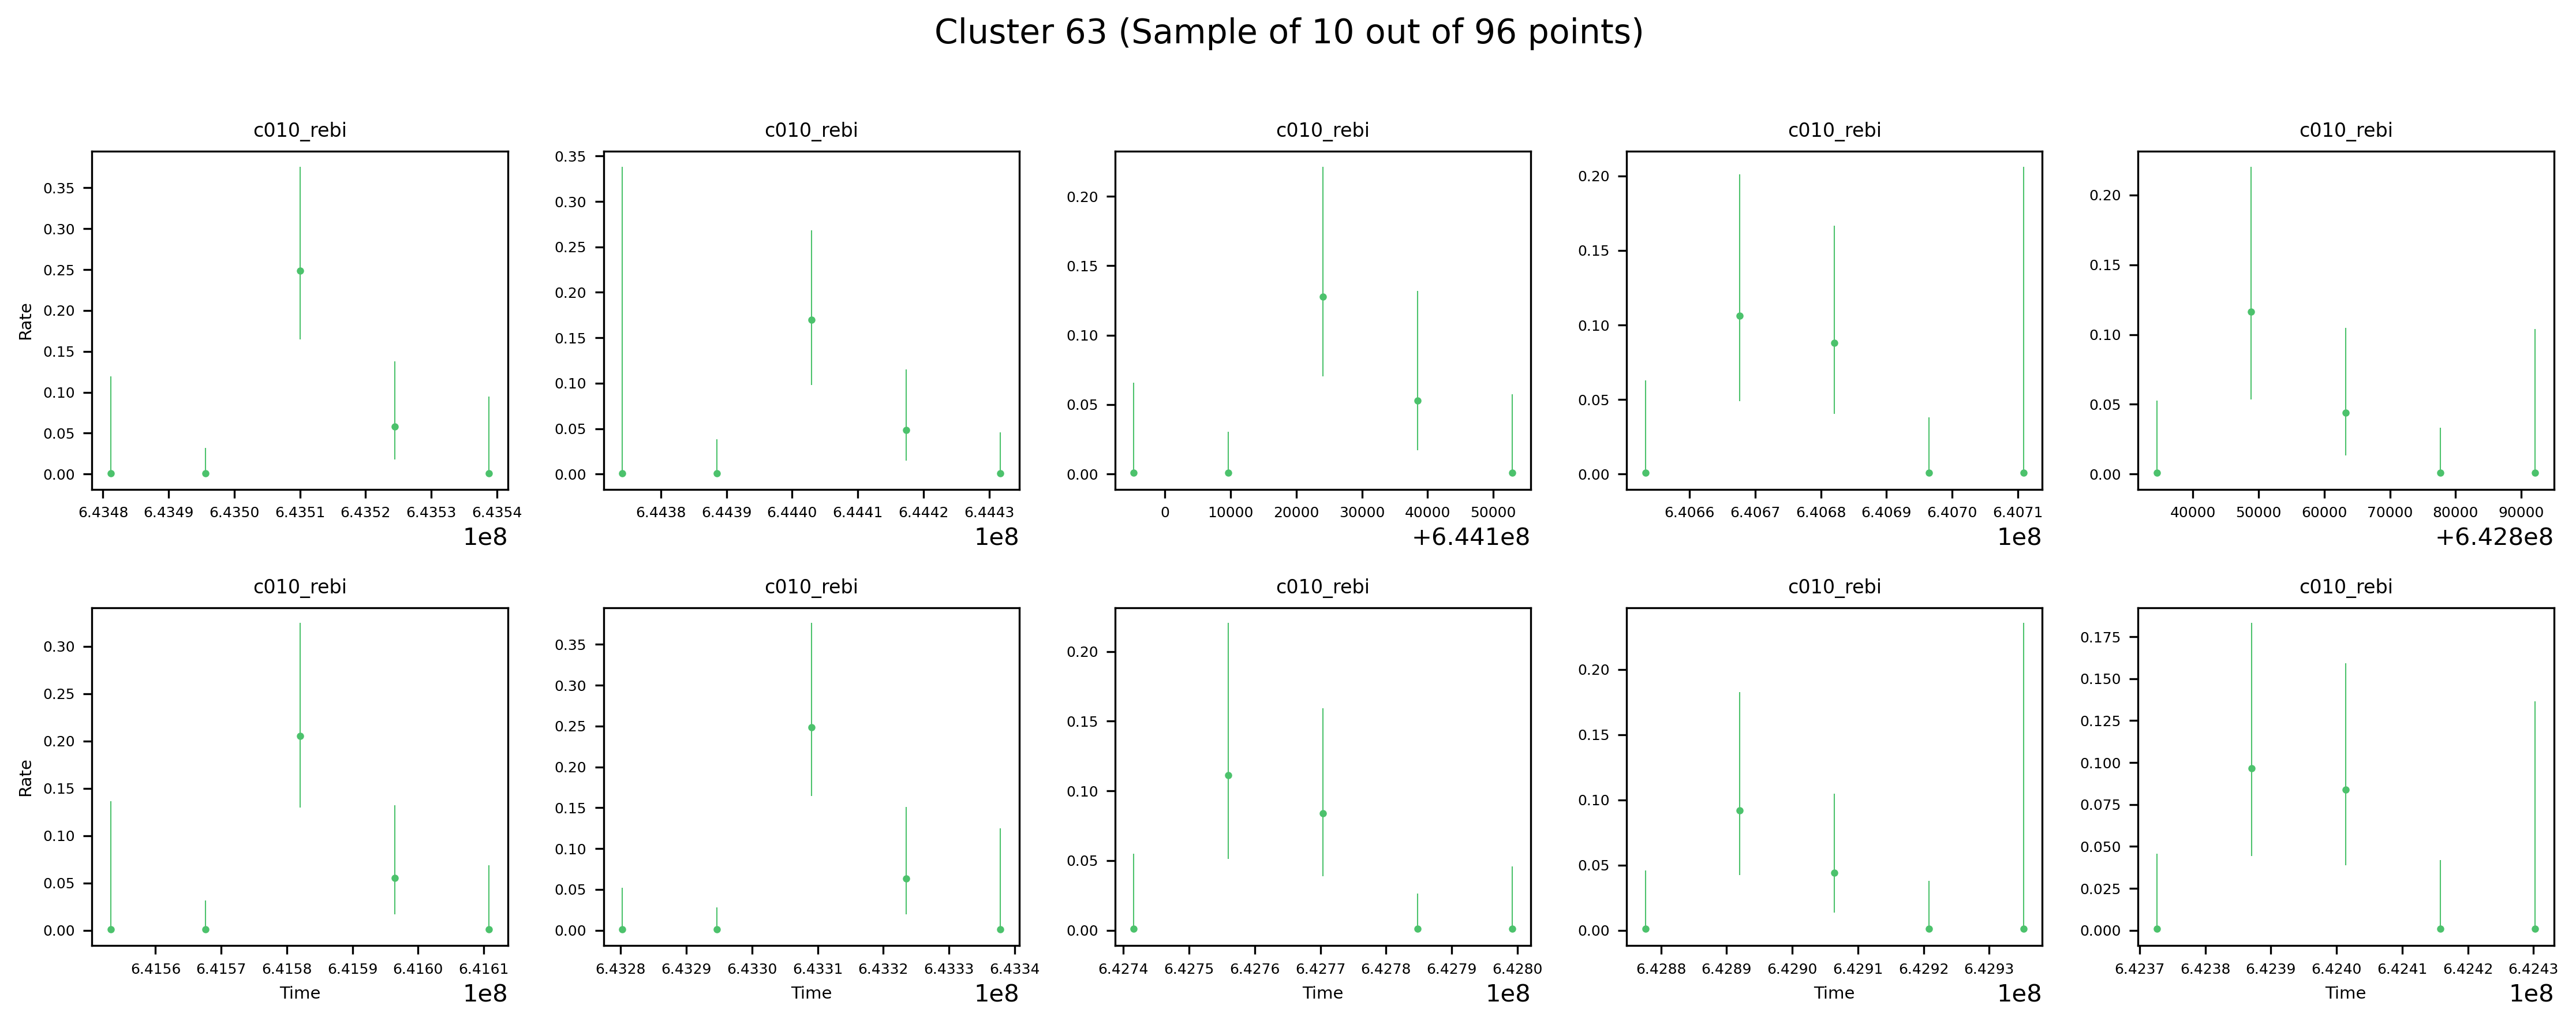 Cluster 63 (Sample of 10 out of 96 points)
c010_rebi c010_rebi c010_rebi c010_rebi c010_rebi
Rate
0.35 0.30 0.25 0.20 0.15 0.10 0.05 0.00
0.35 0.30 0.25 0.20 0.15 0.10 0.05 0.00
0.20 0.15 0.10 0.05 0.00
0.20 0.15 0.10 0.05 0.00
0.20 0.15 0.10 0.05 0.00
6.4348 6.4349 6.4350 6.4351 6.4352 6.4353 6.4354
1e8
6.4438 6.4439 6.4440 6.4441 6.4442 6.4443
1e8
0 10000 20000 30000 40000 50000
+6.441e8
6.4066 6.4067 6.4068 6.4069 6.4070 6.4071
1e8
40000 50000 60000 70000 80000 90000
+6.428e8
c010_rebi c010_rebi c010_rebi c010_rebi c010_rebi
Rate
0.30 0.25 0.20 0.15 0.10 0.05 0.00
0.35 0.30 0.25 0.20 0.15 0.10 0.05 0.00
0.20 0.15 0.10 0.05 0.00
0.20 0.15 0.10 0.05 0.00
0.175 0.150 0.125 0.100 0.075 0.050 0.025 0.000
6.4156 6.4157 6.4158 6.4159 6.4160 6.4161
Time 1e8
6.4328 6.4329 6.4330 6.4331 6.4332 6.4333 6.4334
Time 1e8
6.4274 6.4275 6.4276 6.4277 6.4278 6.4279 6.4280
Time 1e8
6.4288 6.4289 6.4290 6.4291 6.4292 6.4293
Time 1e8
6.4237 6.4238 6.4239 6.4240 6.4241 6.4242 6.4243
Time 1e8